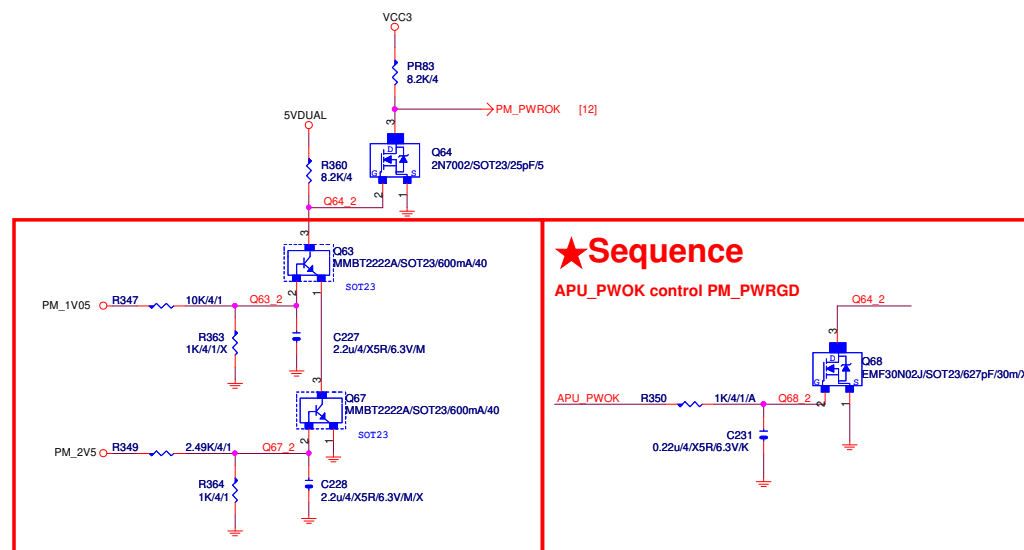 VCC3
PR83
8.2K/4
3
PM_PWROK [12]
5VDUAL
R360
8.2K/4
D
G
S
Q64
2N7002/SOT23/25pF/5
2
1
Q64_2
3
Q63
MMBT2222A/SOT23/600mA/40
SOT23
2
1
PM_1V05
R347
10K/4/1
Q63_2
R363
1K/4/1/X
C227
2.2u/4/X5R/6.3V/M
3
Q67
MMBT2222A/SOT23/600mA/40
SOT23
2
1
PM_2V5
R349
2.49K/4/1
Q67_2
R364
1K/4/1
C228
2.2u/4/X5R/6.3V/M/X
★Sequence
APU_PWOK control PM_PWRGD
Q64_2
3
D
G
S
Q68
EMF30N02J/SOT23/627pF/30m/X
2
1
APU_PWOK
R350
1K/4/1/A
Q68_2
C231
0.22u/4/X5R/6.3V/K